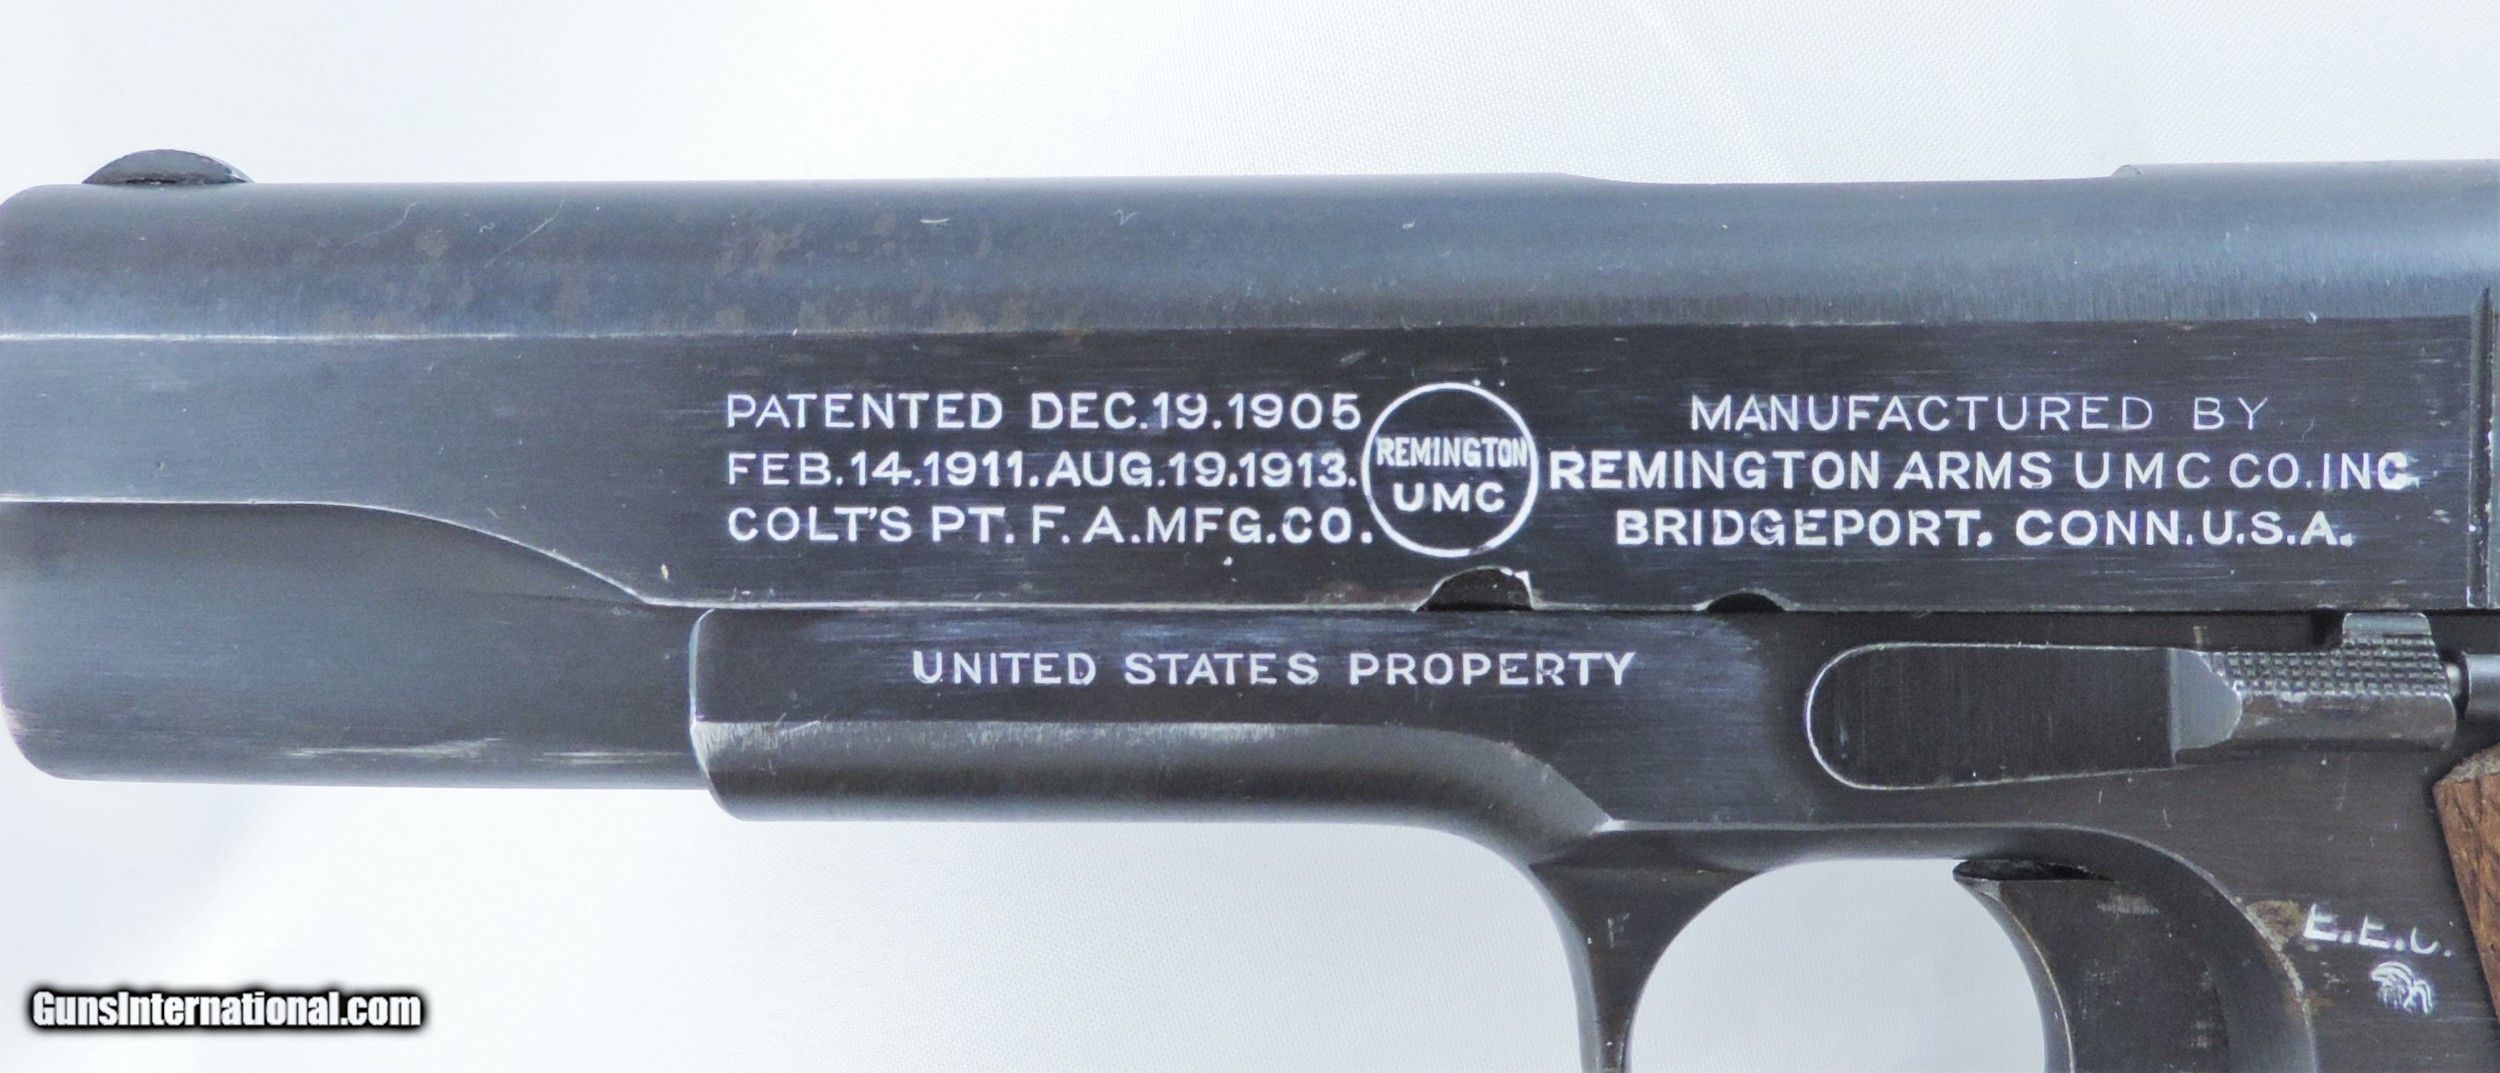 PATENTED DEC.19.1905
FEB.14.1911.AUG.19.1913.
COLT'S PT. F. A.MFG.CO.
REMINGTON
UMC
MANUFACTURED BY
REMINGTON ARMS UMC CO.INC.
BRIDGEPORT, CONN.U.S.A.
UNITED STATES PROPERTY
E.E.C.
GunsInternational.com